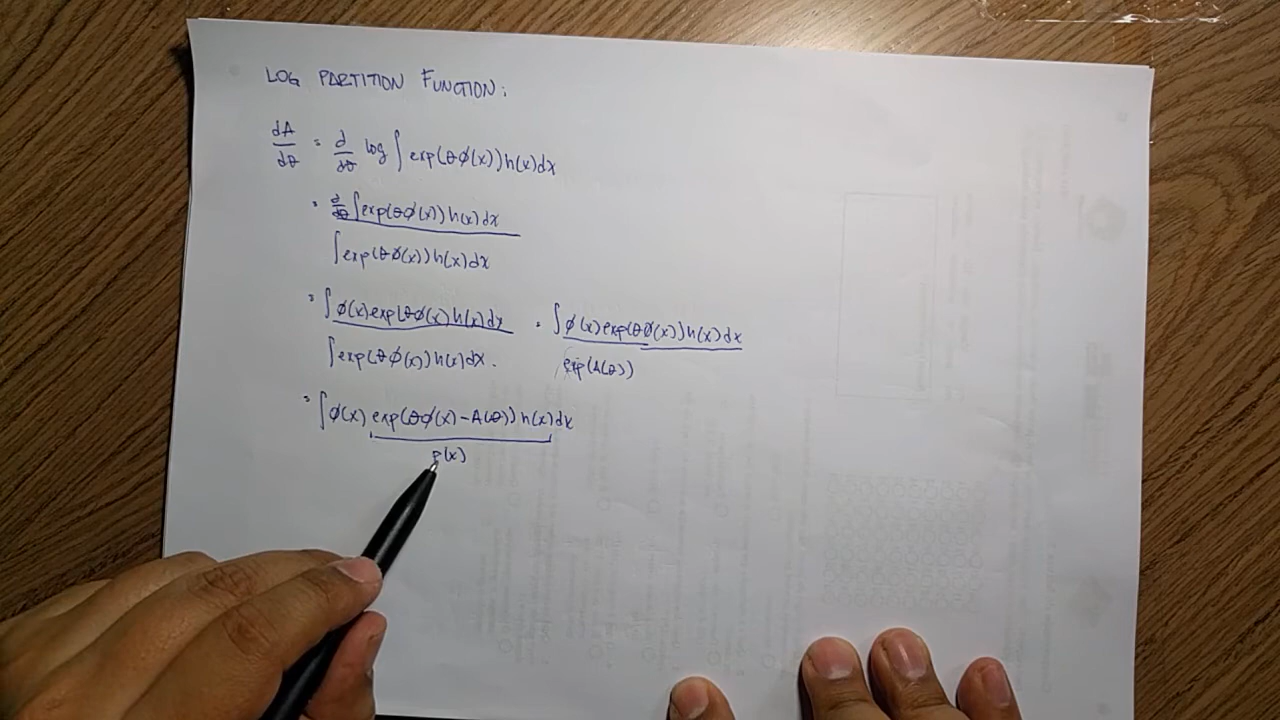 LOG PARTITION FUNCTION:
dA/dθ = d/dθ log ∫ exp(θϕ(x)) h(x) dx
= d/dθ ∫ exp(θϕ(x)) h(x) dx
∫ exp(θϕ(x)) h(x) dx
= ∫ ϕ(x) exp(θϕ(x) h(x) dx = ∫ ϕ(x) exp(θϕ(x)) h(x) dx
∫ exp(θϕ(x)) h(x) dx. exp(A(θ))
= ∫ ϕ(x) exp(θϕ(x) - A(θ)) h(x) dx
P(x)